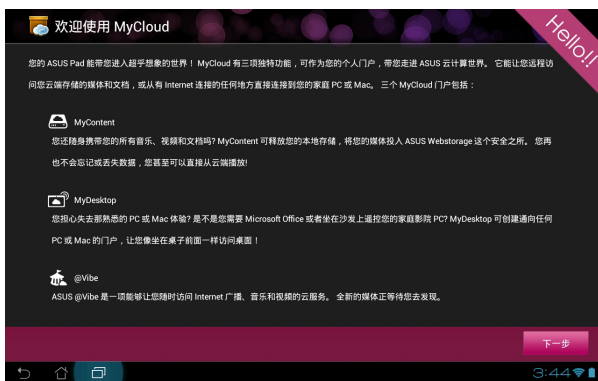 欢迎使用 MyCloud
Hello!!
您的 ASUS Pad 能带您进入超乎想象的世界！ MyCloud 有三项独特功能，可作为您的个人门户，带您走进 ASUS 云计算世界。 它能让您远程访
问您云端存储的媒体和文档，或从有 Internet 连接的任何地方直接连接到您的家庭 PC 或 Mac。 三个 MyCloud 门户包括：
MyContent
您还随身携带您的所有音乐、视频和文档吗? MyContent 可释放您的本地存储，将您的媒体投入 ASUS Webstorage 这个安全之所。 您再
也不会忘记或丢失数据，您甚至可以直接从云端播放!
MyDesktop
您担心失去那熟悉的 PC 或 Mac 体验? 是不是您需要 Microsoft Office 或者坐在沙发上遥控您的家庭影院 PC? MyDesktop 可创建通向任何
PC 或 Mac 的门户，让您像坐在桌子前面一样访问桌面！
@Vibe
ASUS @Vibe 是一项能够让您随时访问 Internet 广播、音乐和视频的云服务。 全新的媒体正等待您去发现。
下一步
3:44